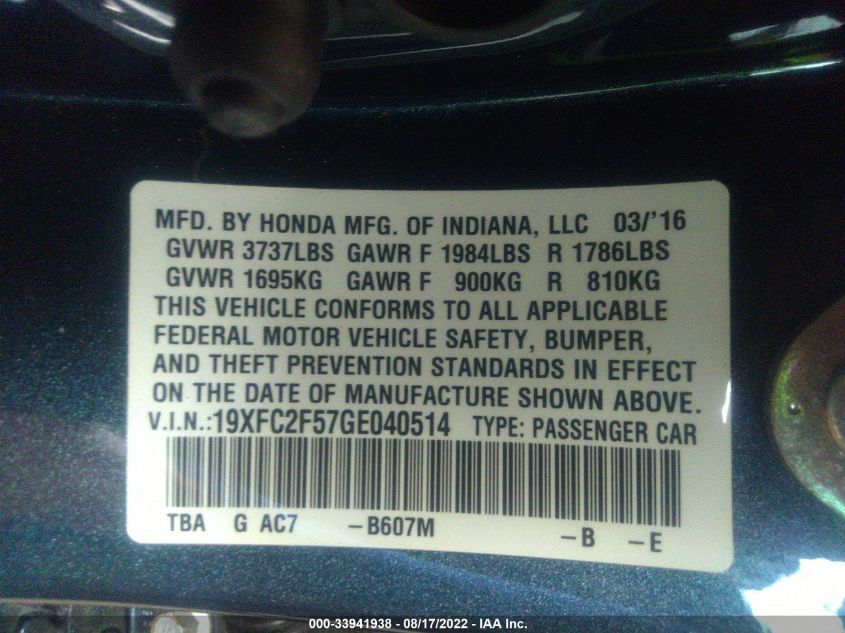 MFD. BY HONDA MFG. OF INDIANA, LLC 03/'16
GVWR 3737LBS GAWR F 1984LBS R 1786LBS
GVWR 1695KG GAWR F 900KG R 810KG
THIS VEHICLE CONFORMS TO ALL APPLICABLE
FEDERAL MOTOR VEHICLE SAFETY, BUMPER,
AND THEFT PREVENTION STANDARDS IN EFFECT
ON THE DATE OF MANUFACTURE SHOWN ABOVE.
V.I.N.:19XFC2F57GE040514 TYPE: PASSENGER CAR
TBA G AC7 -B607M -B -E
000-33941938 - 08/17/2022 - IAA Inc.